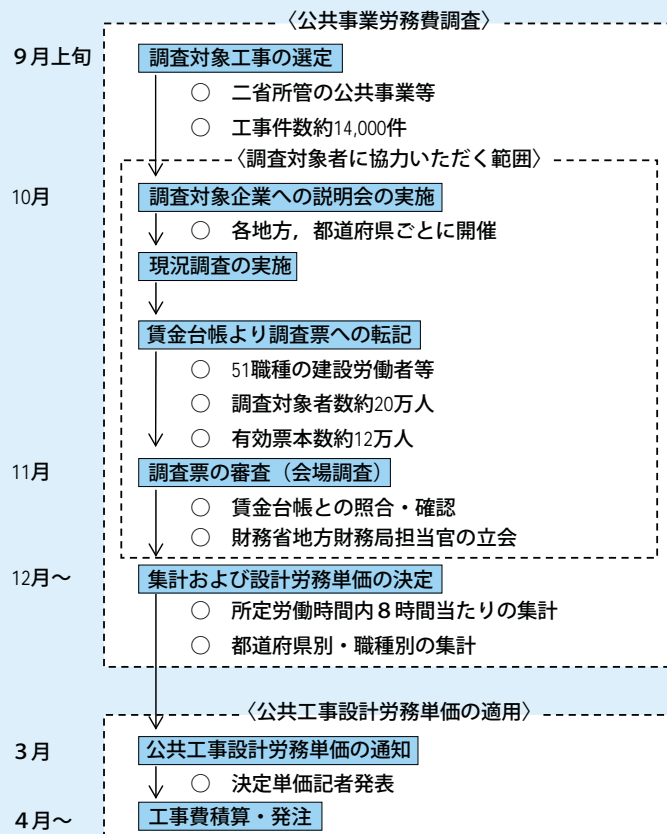 〈公共事業労務費調査〉
９月上旬
調査対象工事の選定
○ 二省所管の公共事業等
○ 工事件数約14,000件
〈調査対象者に協力いただく範囲〉
10月
調査対象企業への説明会の実施
○ 各地方，都道府県ごとに開催
現況調査の実施
賃金台帳より調査票への転記
○ 51職種の建設労働者等
○ 調査対象者数約20万人
○ 有効票本数約12万人
11月
調査票の審査（会場調査）
○ 賃金台帳との照合・確認
○ 財務省地方財務局担当官の立会
12月～
集計および設計労務単価の決定
○ 所定労働時間内８時間当たりの集計
○ 都道府県別・職種別の集計
〈公共工事設計労務単価の適用〉
３月
公共工事設計労務単価の通知
○ 決定単価記者発表
４月～
工事費積算・発注